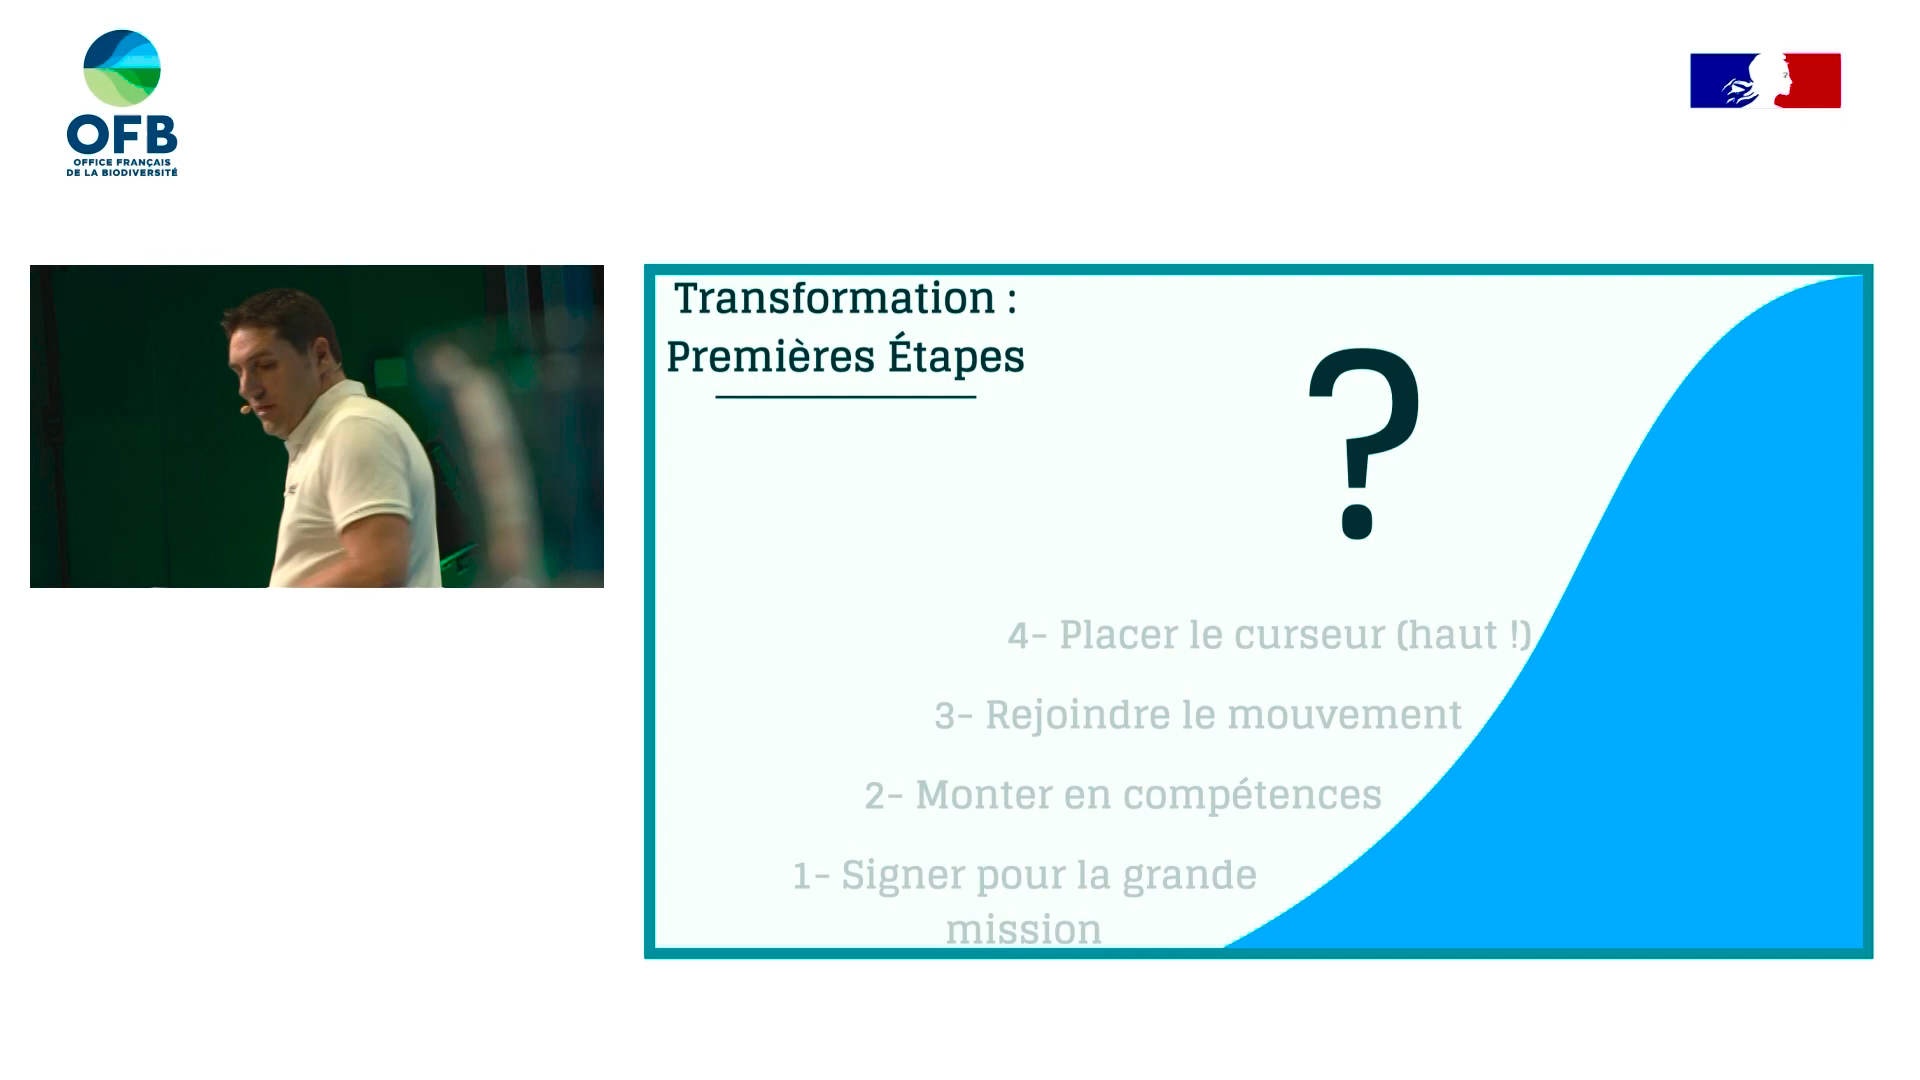 OFB
OFFICE FRANÇAIS
DE LA BIODIVERSITÉ
Transformation :
Premières Étapes
?
4- Placer le curseur (haut !)
3- Rejoindre le mouvement
2- Monter en compétences
1- Signer pour la grande
mission